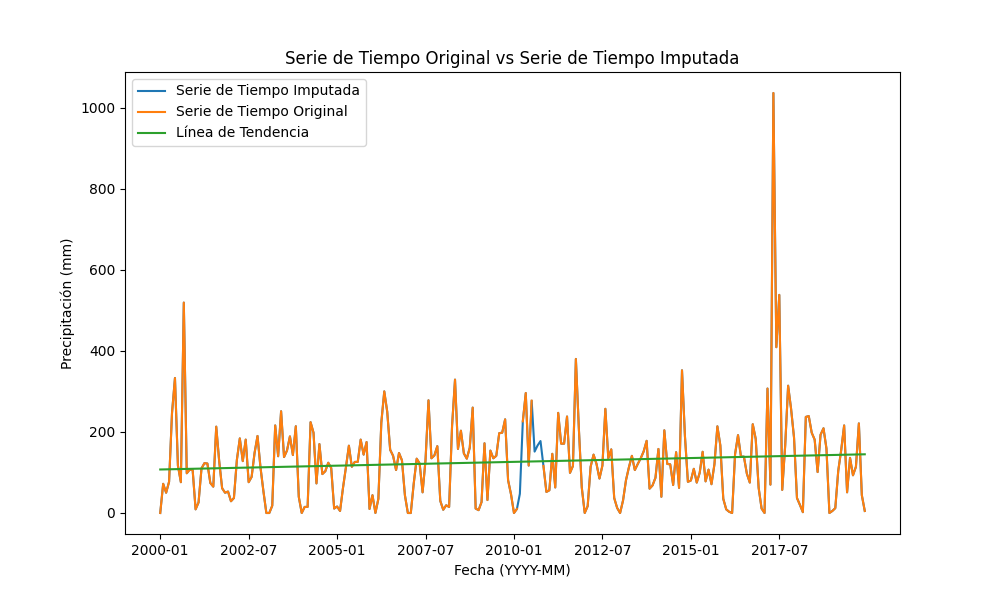 Serie de Tiempo Original vs Serie de Tiempo Imputada
Serie de Tiempo Imputada
Serie de Tiempo Original
Línea de Tendencia
1000
800
600
400
200
0
Precipitación (mm)
2000-01
2002-07
2005-01
2007-07
2010-01
2012-07
2015-01
2017-07
Fecha (YYYY-MM)